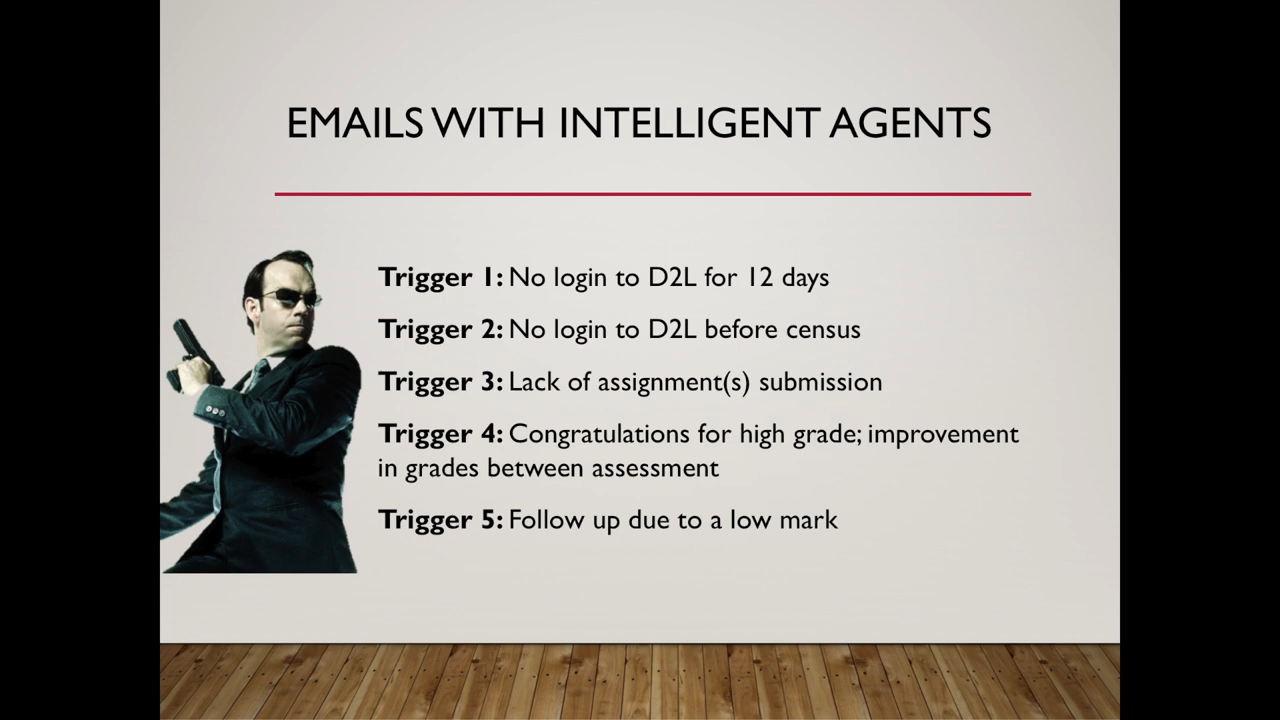 EMAILS WITH INTELLIGENT AGENTS
Trigger 1: No login to D2L for 12 days
Trigger 2: No login to D2L before census
Trigger 3: Lack of assignment(s) submission
Trigger 4: Congratulations for high grade; improvement
in grades between assessment
Trigger 5: Follow up due to a low mark